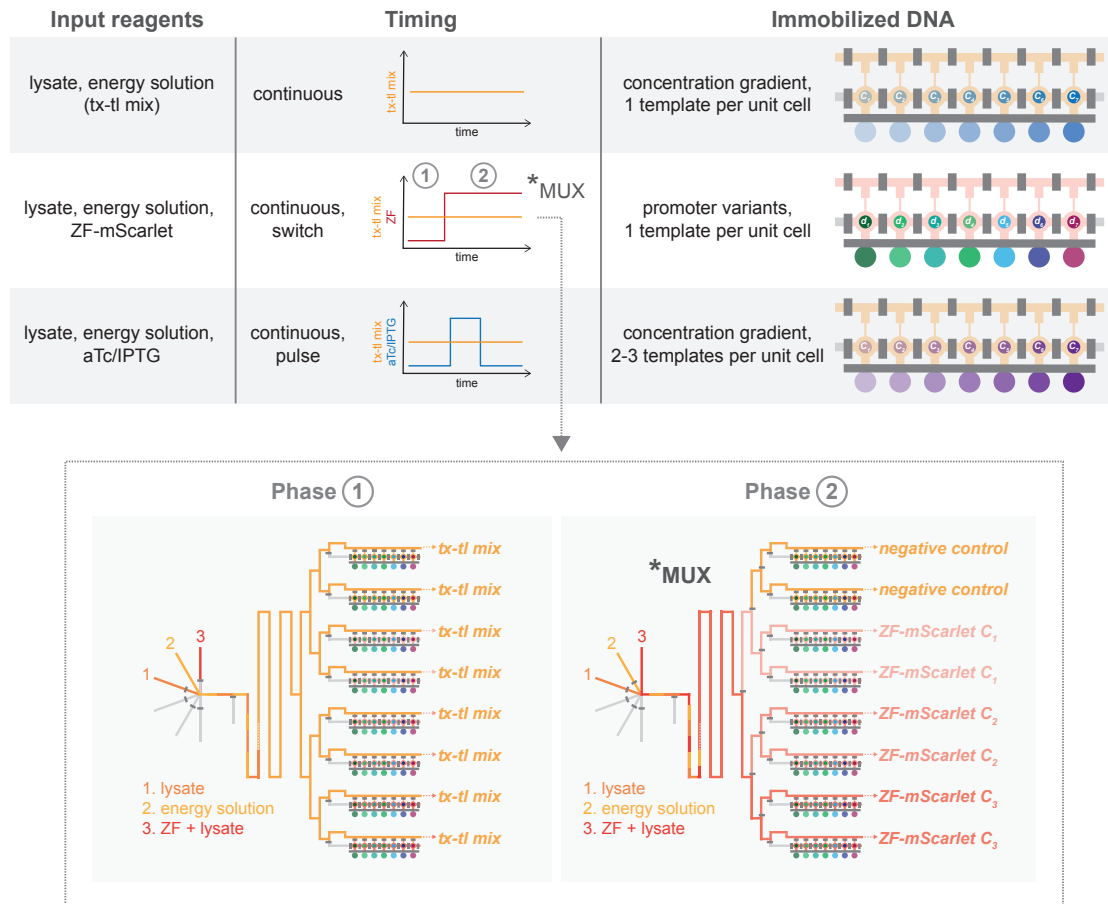 Input reagents
Timing
Immobilized DNA
lysate, energy solution
(tx-tl mix)
continuous
tx-tl mix
time
concentration gradient,
1 template per unit cell
lysate, energy solution,
ZF-mScarlet
continuous,
switch
1
2
*MUX
tx-tl mix
ZF
time
promoter variants,
1 template per unit cell
lysate, energy solution,
aTc/IPTG
continuous,
pulse
tx-tl mix
aTc/IPTG
time
concentration gradient,
2-3 templates per unit cell
Phase 1
1
2
3
1. lysate
2. energy solution
3. ZF + lysate
tx-tl mix
tx-tl mix
tx-tl mix
tx-tl mix
tx-tl mix
tx-tl mix
tx-tl mix
tx-tl mix
Phase 2
*MUX
1
2
3
1. lysate
2. energy solution
3. ZF + lysate
negative control
negative control
ZF-mScarlet C1
ZF-mScarlet C1
ZF-mScarlet C2
ZF-mScarlet C2
ZF-mScarlet C3
ZF-mScarlet C3